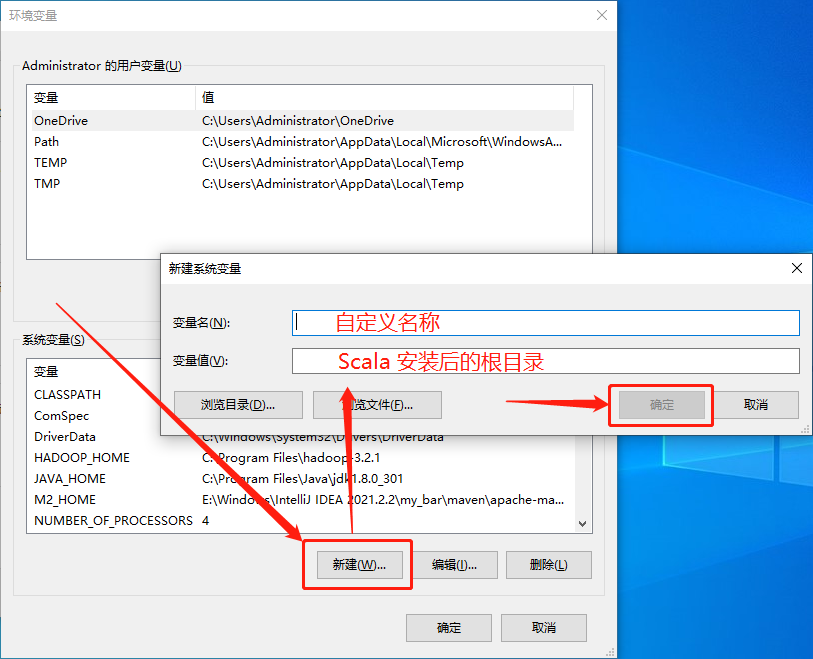 环境变量
Administrator 的用户变量(U)
变量 值
OneDrive C:\Users\Administrator\OneDrive
Path C:\Users\Administrator\AppData\Local\Microsoft\WindowsA...
TEMP C:\Users\Administrator\AppData\Local\Temp
TMP C:\Users\Administrator\AppData\Local\Temp
新建系统变量
变量名(N): 自定义名称
变量值(V): Scala 安装后的根目录
浏览目录(D)... 浏览文件(F)... 确定 取消
系统变量(S)
变量
CLASSPATH
ComSpec
DriverData C:\Windows\System32\Drivers\DriverData
HADOOP_HOME C:\Program Files\hadoop-3.2.1
JAVA_HOME C:\Program Files\Java\jdk1.8.0_301
M2_HOME E:\Windows\IntelliJ IDEA 2021.2.2\my_bar\maven\apache-ma...
NUMBER_OF_PROCESSORS 4
新建(W)... 编辑(I)... 删除(L)
确定 取消